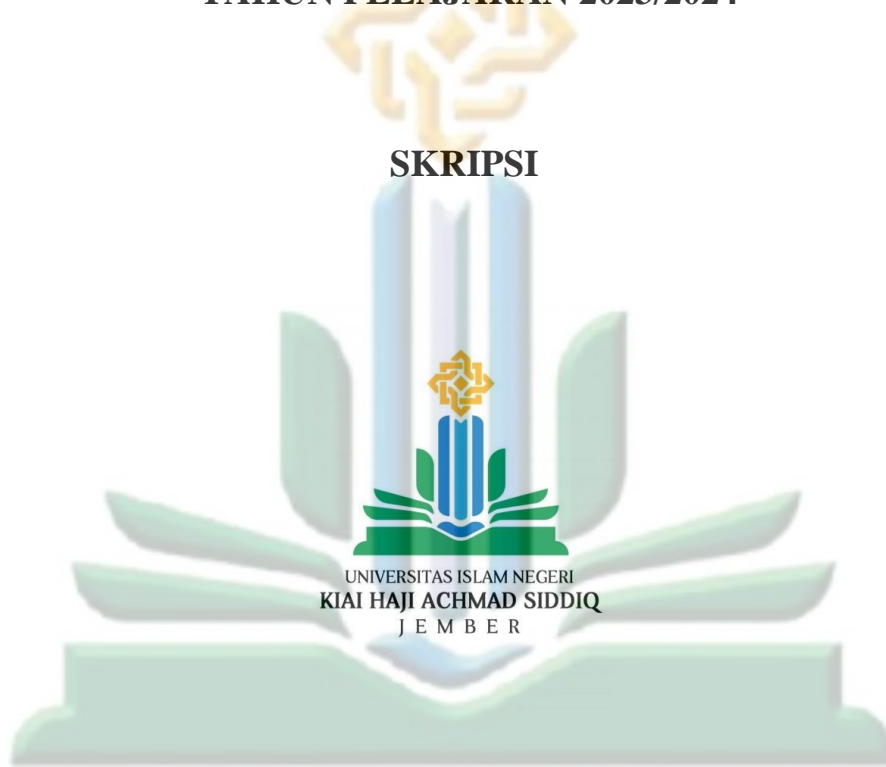 TAHUN PELAJARAN 2023/2024
SKRIPSI
UNIVERSITAS ISLAM NEGERI
KIAI HAJI ACHMAD SIDDIQ
JEMBER